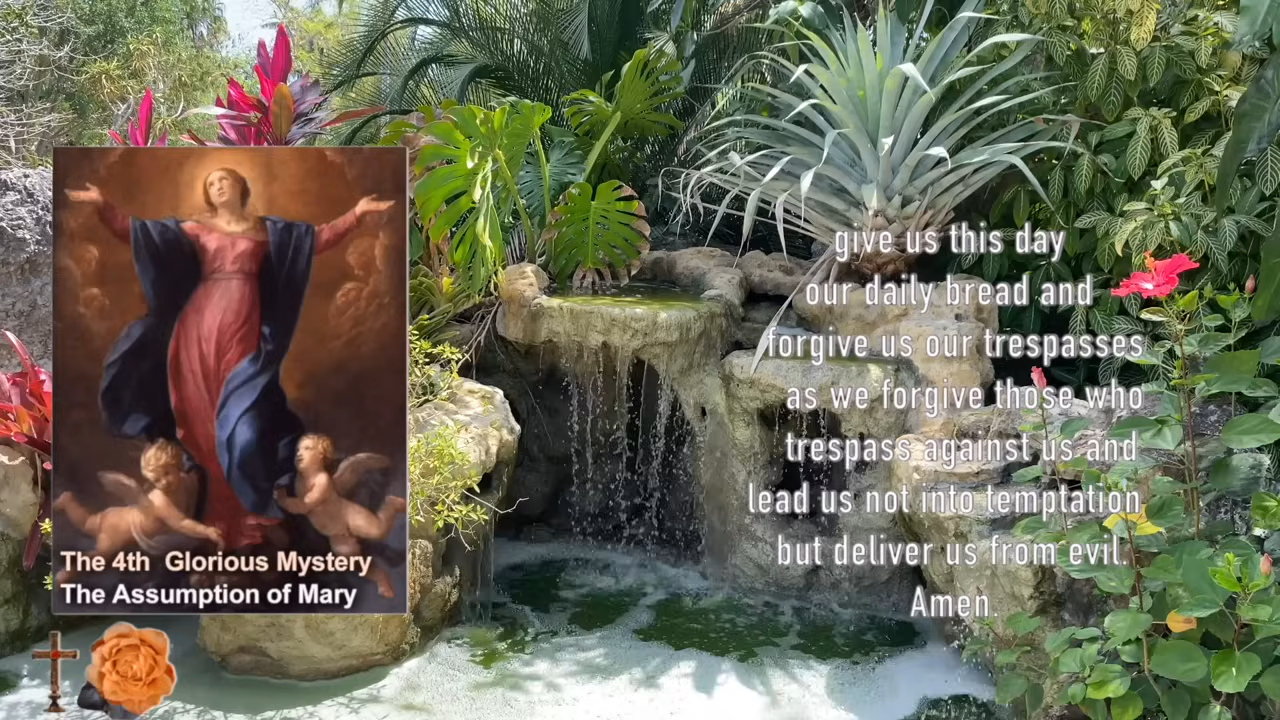 The 4th Glorious Mystery
The Assumption of Mary
give us this day
our daily bread and
forgive us our trespasses
as we forgive those who
trespass against us and
lead us not into temptation
but deliver us from evil.
Amen.